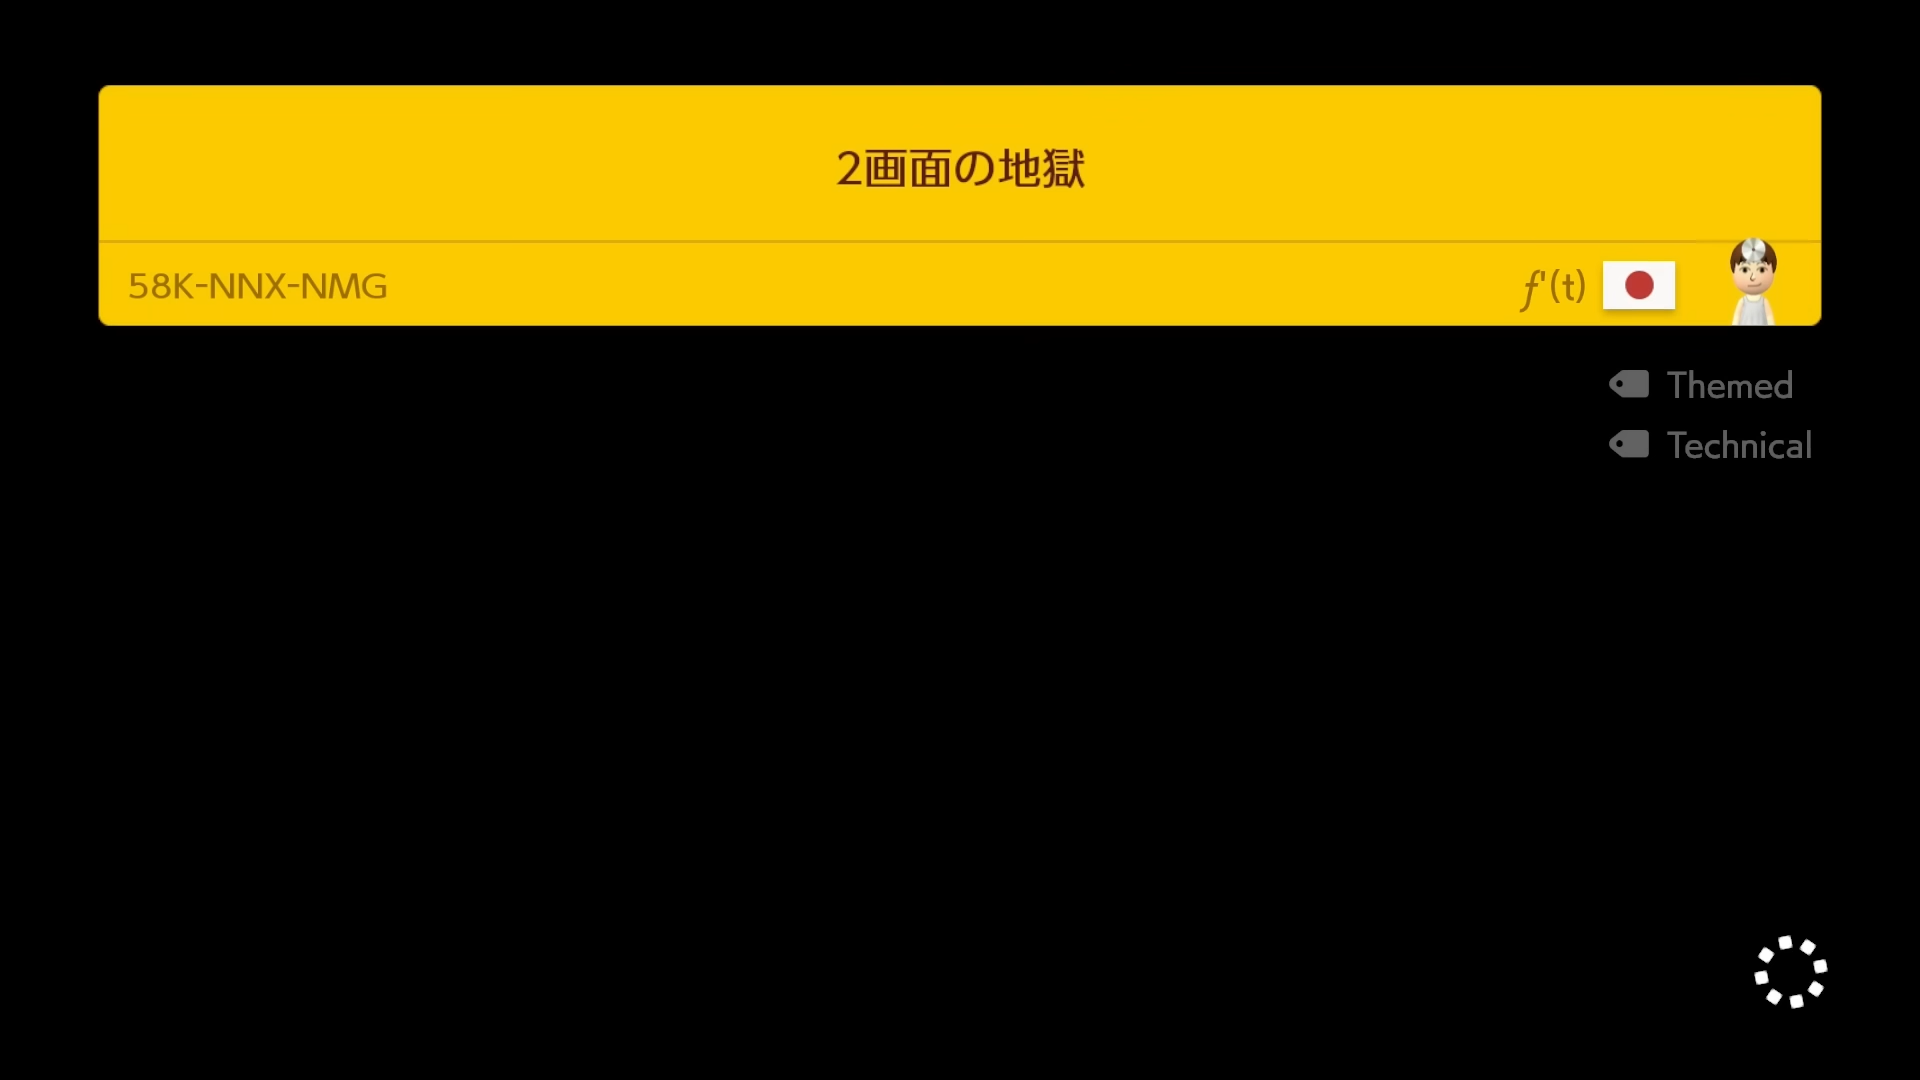 2画面の地獄
58K-NNX-NMG
f'(t)
Themed
Technical